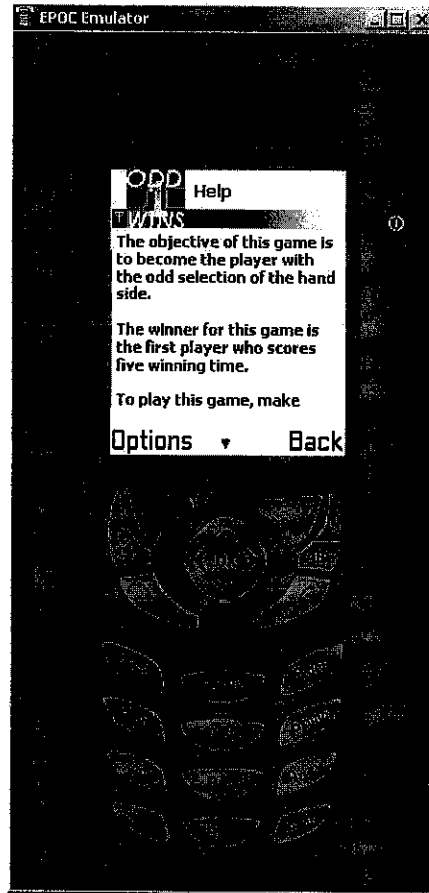 EPOC Emulator
ODD
Help
WINS
The objective of this game is
to become the player with
the odd selection of the hand
side.
The winner for this game is
the first player who scores
five winning time.
To play this game, make
Options
Back